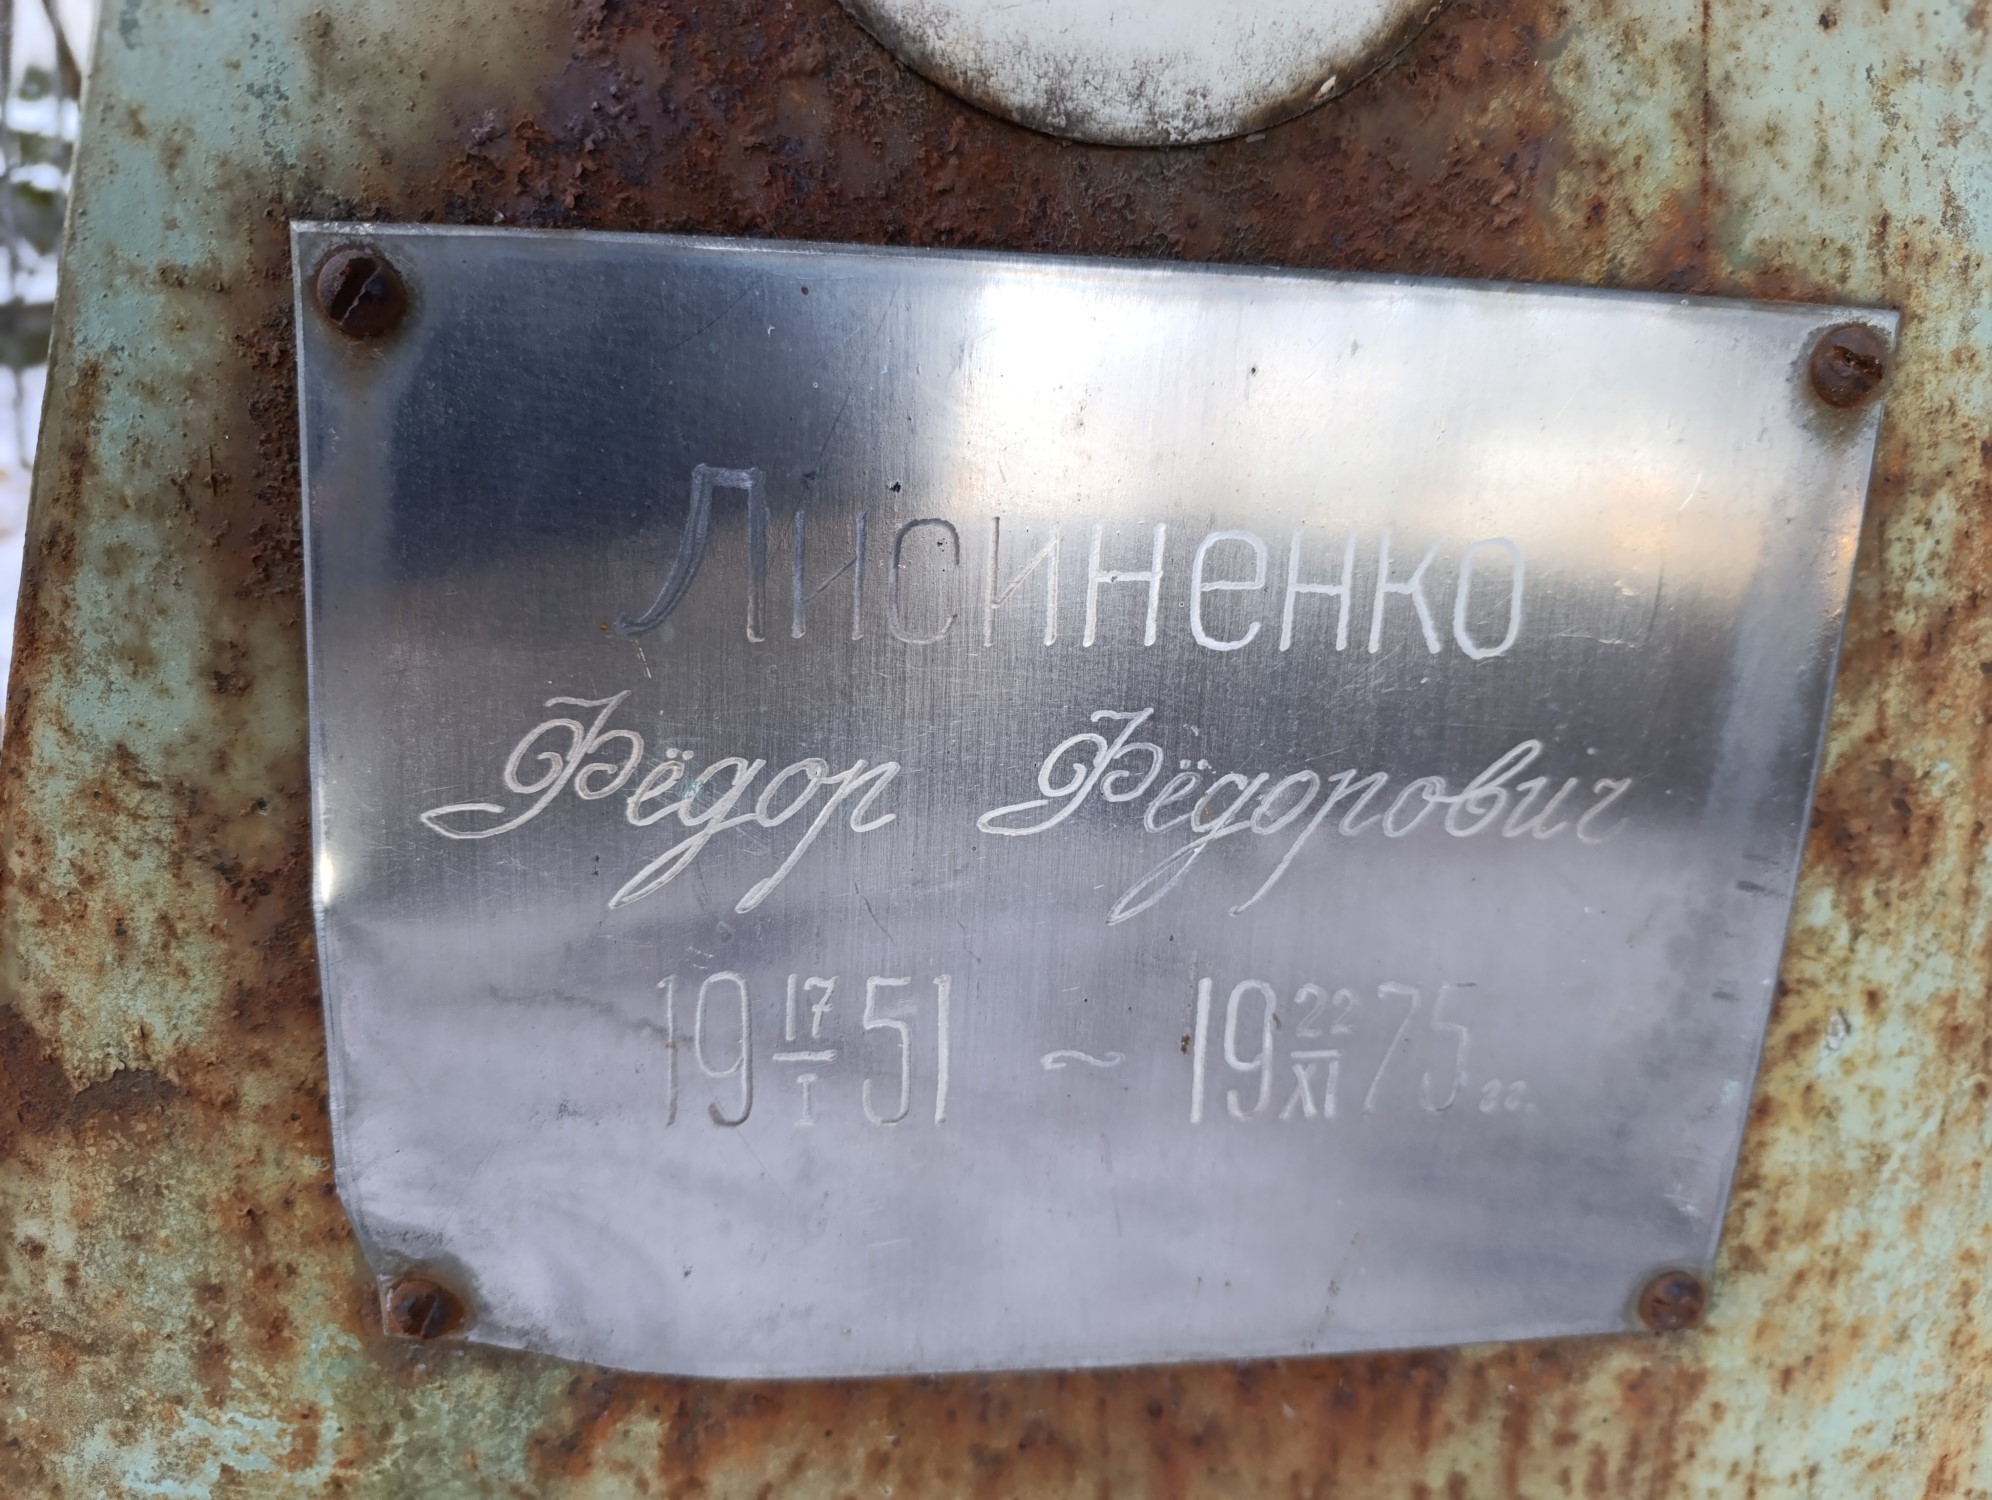 Лисиненко
Фёдор Фёдорович
19 17/I 51 ~ 19 22/XI 75 гг.